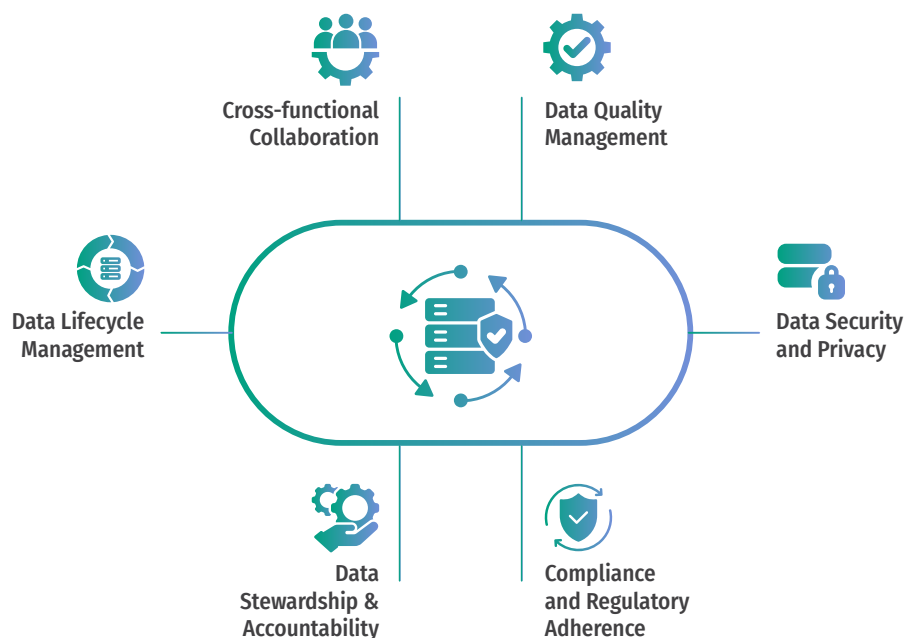 Cross-functional
Collaboration
Data Quality
Management
Data Lifecycle
Management
Data Security
and Privacy
Data
Stewardship &
Accountability
Compliance
and Regulatory
Adherence